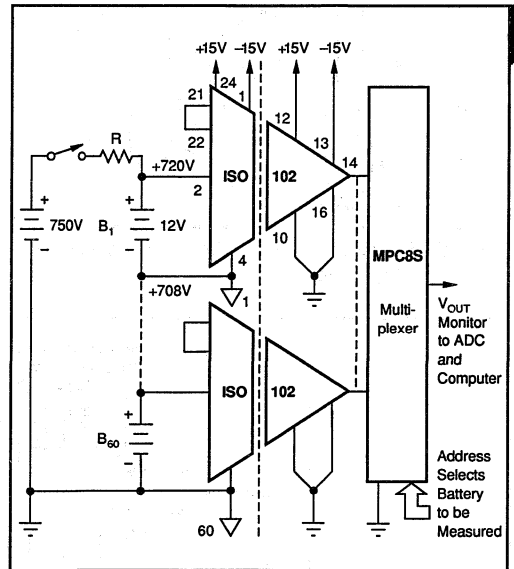 +15V −15V +15V −15V
24
21 1
22
12
13
14
R
+720V
2 ISO 102
16
+ +
750V B1 12V
10
− −
4
+708V
1
MPC8S
Multi-
plexer
VOUT
Monitor
to ADC
and
Computer
ISO 102
+
B60
−
60
Address
Selects
Battery
to be
Measured